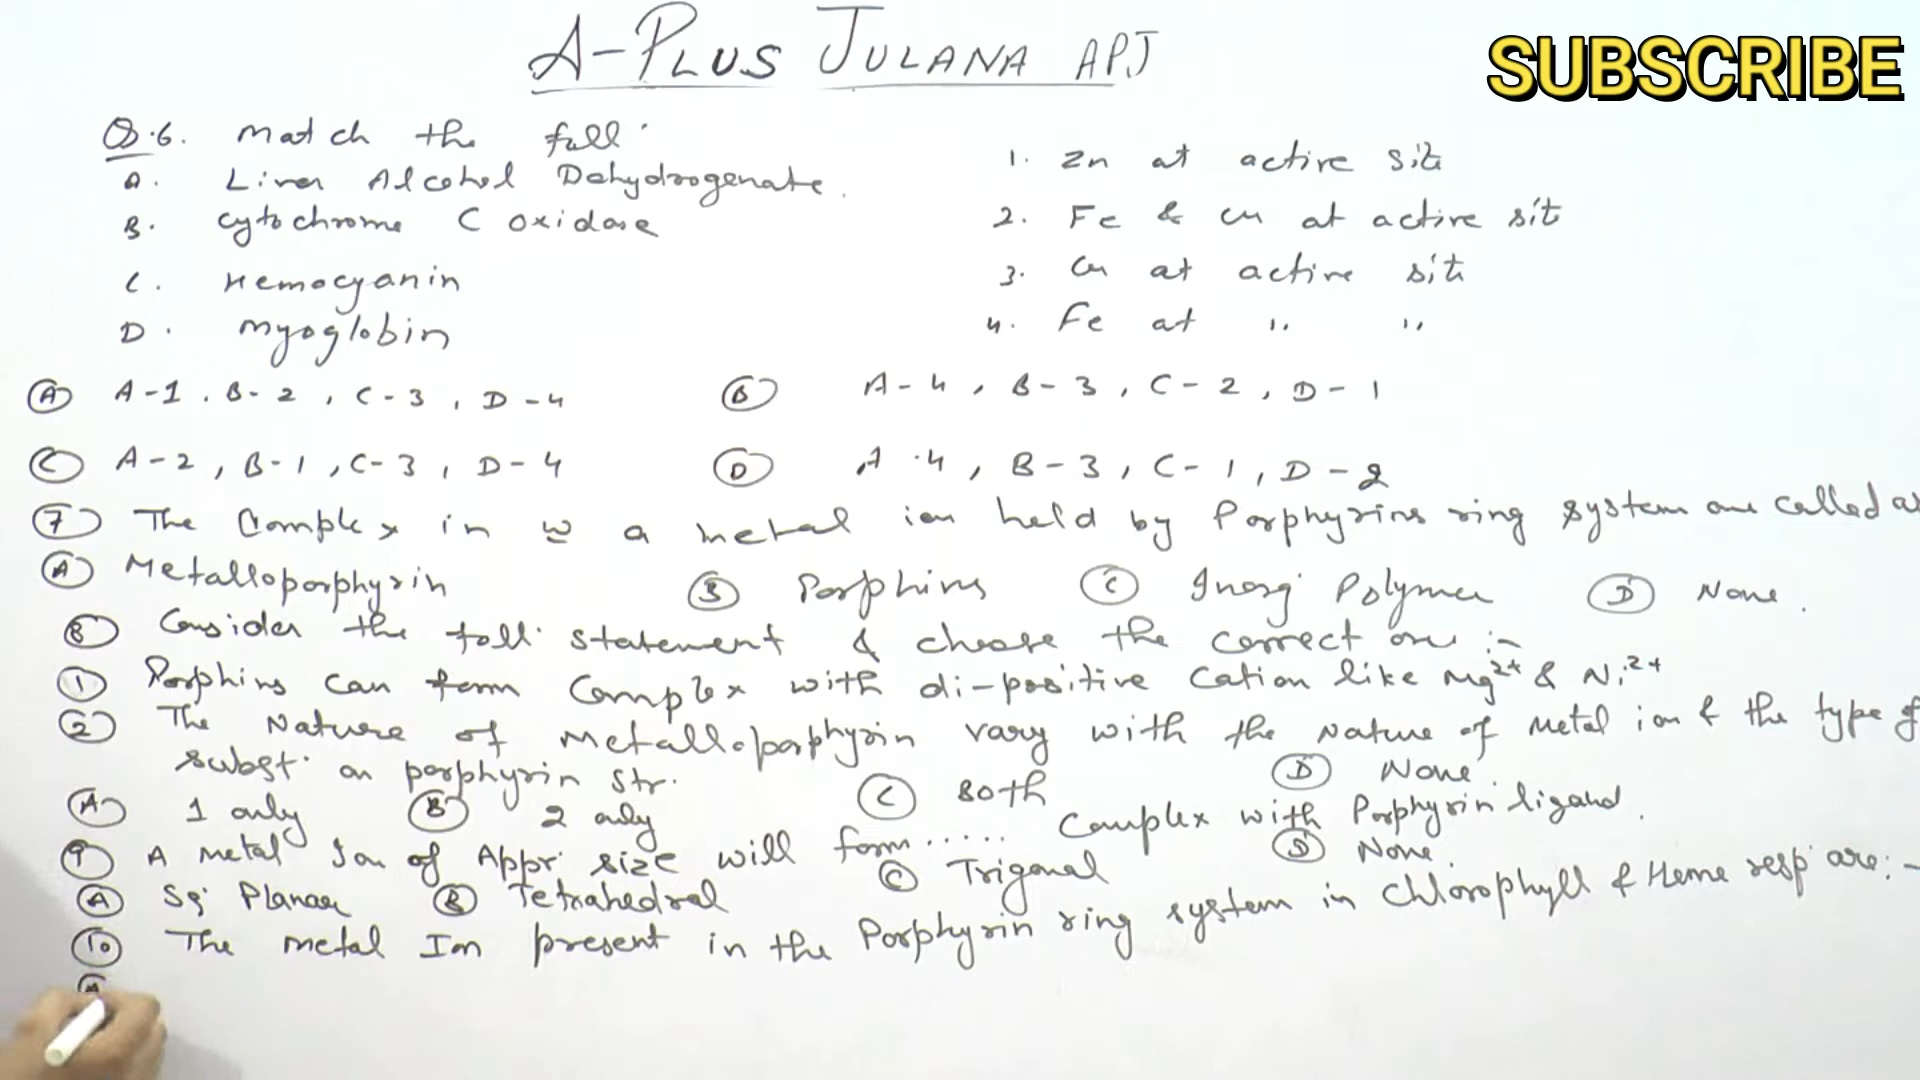 A-PLUS JULANA APJ
SUBSCRIBE
Q.6. Match the foll.
A. Liver Alcohol Dehydrogenate.
1. Zn at active sit
B. Cytochrome C oxidase
2. Fe & Cu at active sit
C. Hemocyanin
3. Cu at active sit
D. myoglobin
4. Fe at " "
(A) A-1, B-2, C-3, D-4
(B) A-4, B-3, C-2, D-1
(C) A-2, B-1, C-3, D-4
(D) A-4, B-3, C-1, D-2
(7) The Complex in w a metal ion held by Porphyrins ring system are called as
(A) Metalloporphyrin (B) Porphins (C) Inorg Polymer (D) None.
(8) Consider the foll. statement & choose the correct one :-
(1) Porphins can form Complex with di-positive cation like Mg2+ & Ni2+
(2) The Nature of Metalloporphyrin vary with the nature of metal ion & the type of
subst. on porphyrin str.
(A) 1 only (B) 2 only (C) Both (D) None.
(9) A metal Ion of Appr. size will form ..... Complex with Porphyrin ligand.
(A) Sq. Planar (B) Tetrahedral (C) Trigonal (D) None.
(10) The metal Ion present in the Porphyrin ring system in Chlorophyll & Heme resp. are:-
(A)